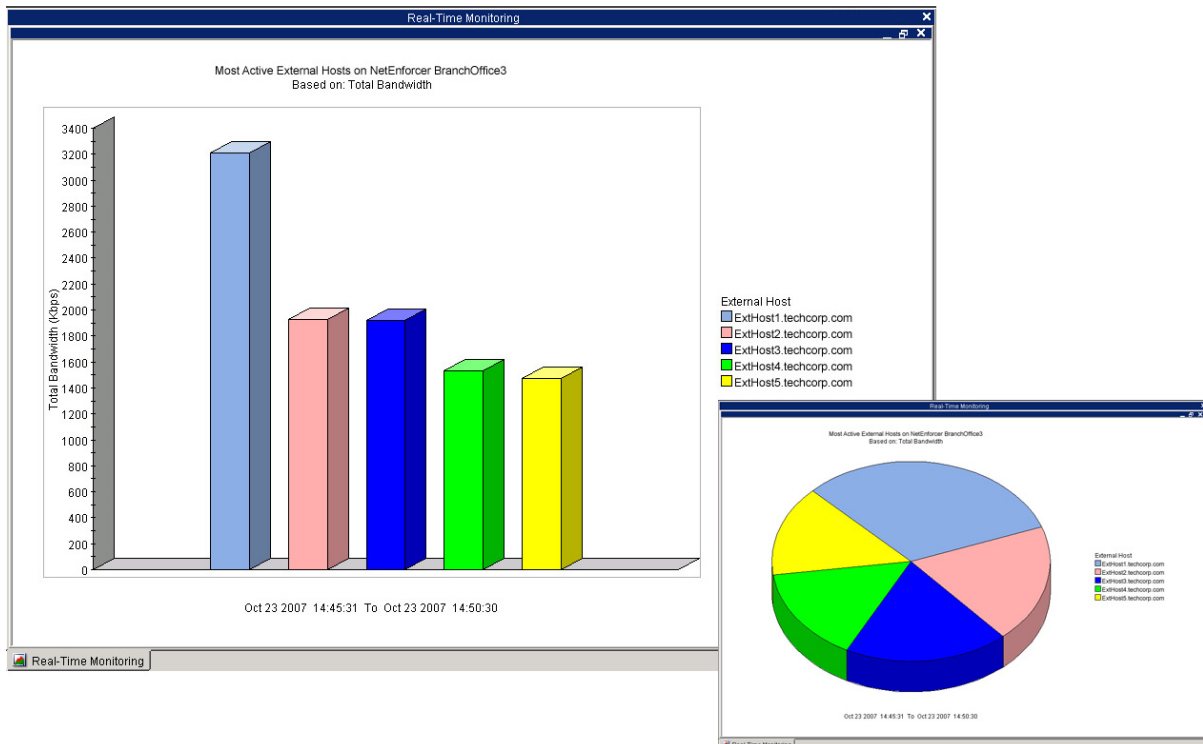 Real-Time Monitoring
Most Active External Hosts on NetEnforcer BranchOffice3
Based on: Total Bandwidth
Total Bandwidth (Kbps)
3400
3200
3000
2800
2600
2400
2200
2000
1800
1600
1400
1200
1000
800
600
400
200
0
External Host
ExtHost1.techcorp.com
ExtHost2.techcorp.com
ExtHost3.techcorp.com
ExtHost4.techcorp.com
ExtHost5.techcorp.com
Oct 23 2007 14:45:31 To Oct 23 2007 14:50:30
Real-Time Monitoring
Real-Time Monitoring
Most Active External Hosts on NetEnforcer BranchOffice3
Based on: Total Bandwidth
External Host
ExtHost1.techcorp.com
ExtHost2.techcorp.com
ExtHost3.techcorp.com
ExtHost4.techcorp.com
ExtHost5.techcorp.com
Oct 23 2007 14:45:31 To Oct 23 2007 14:50:30
Real-Time Monitoring